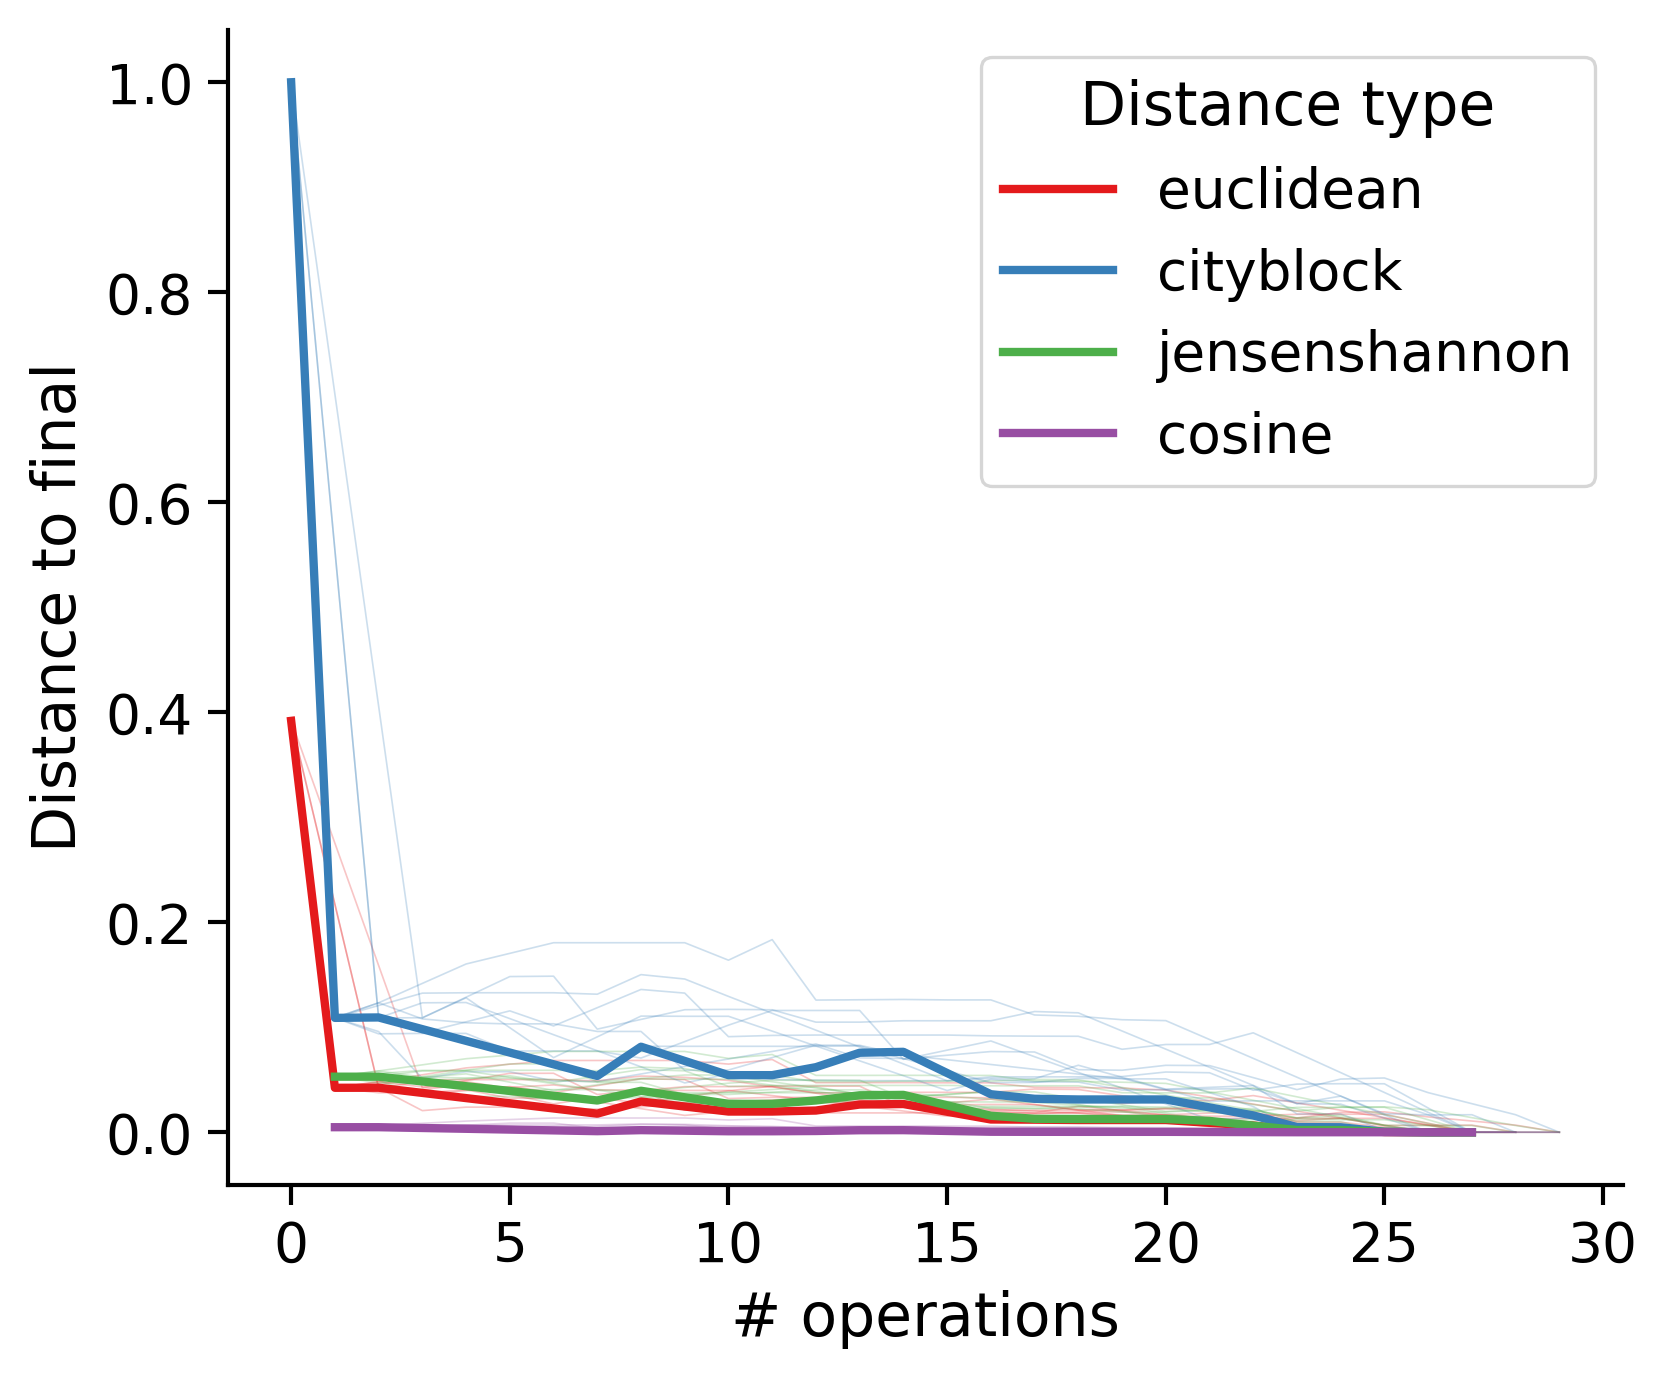 Distance type
euclidean
cityblock
jensenshannon
cosine
Distance to final
1.0
0.8
0.6
0.4
0.2
0.0
0 5 10 15 20 25 30
# operations